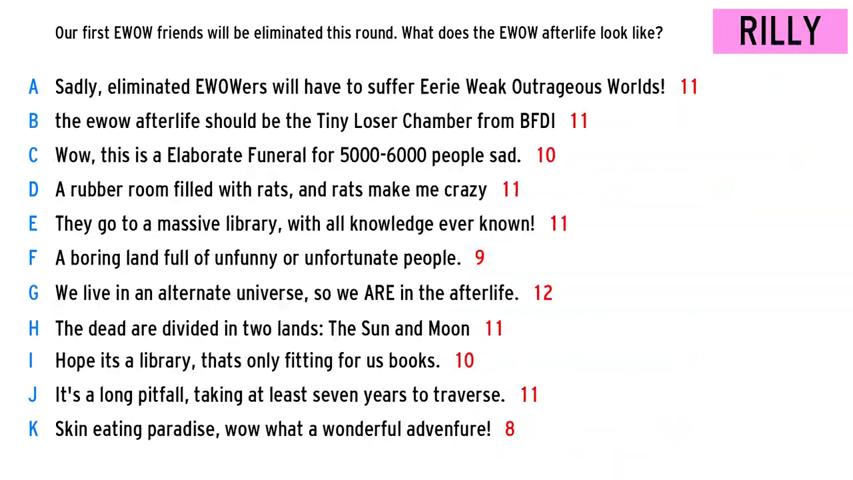 Our first EWOW friends will be eliminated this round. What does the EWOW afterlife look like?
RILLY
A Sadly, eliminated EWOWers will have to suffer Eerie Weak Outrageous Worlds! 11
B the ewow afterlife should be the Tiny Loser Chamber from BFDI 11
C Wow, this is a Elaborate Funeral for 5000-6000 people sad. 10
D A rubber room filled with rats, and rats make me crazy 11
E They go to a massive library, with all knowledge ever known! 11
F A boring land full of unfunny or unfortunate people. 9
G We live in an alternate universe, so we ARE in the afterlife. 12
H The dead are divided in two lands: The Sun and Moon 11
I Hope its a library, thats only fitting for us books. 10
J It's a long pitfall, taking at least seven years to traverse. 11
K Skin eating paradise, wow what a wonderful advenfure! 8